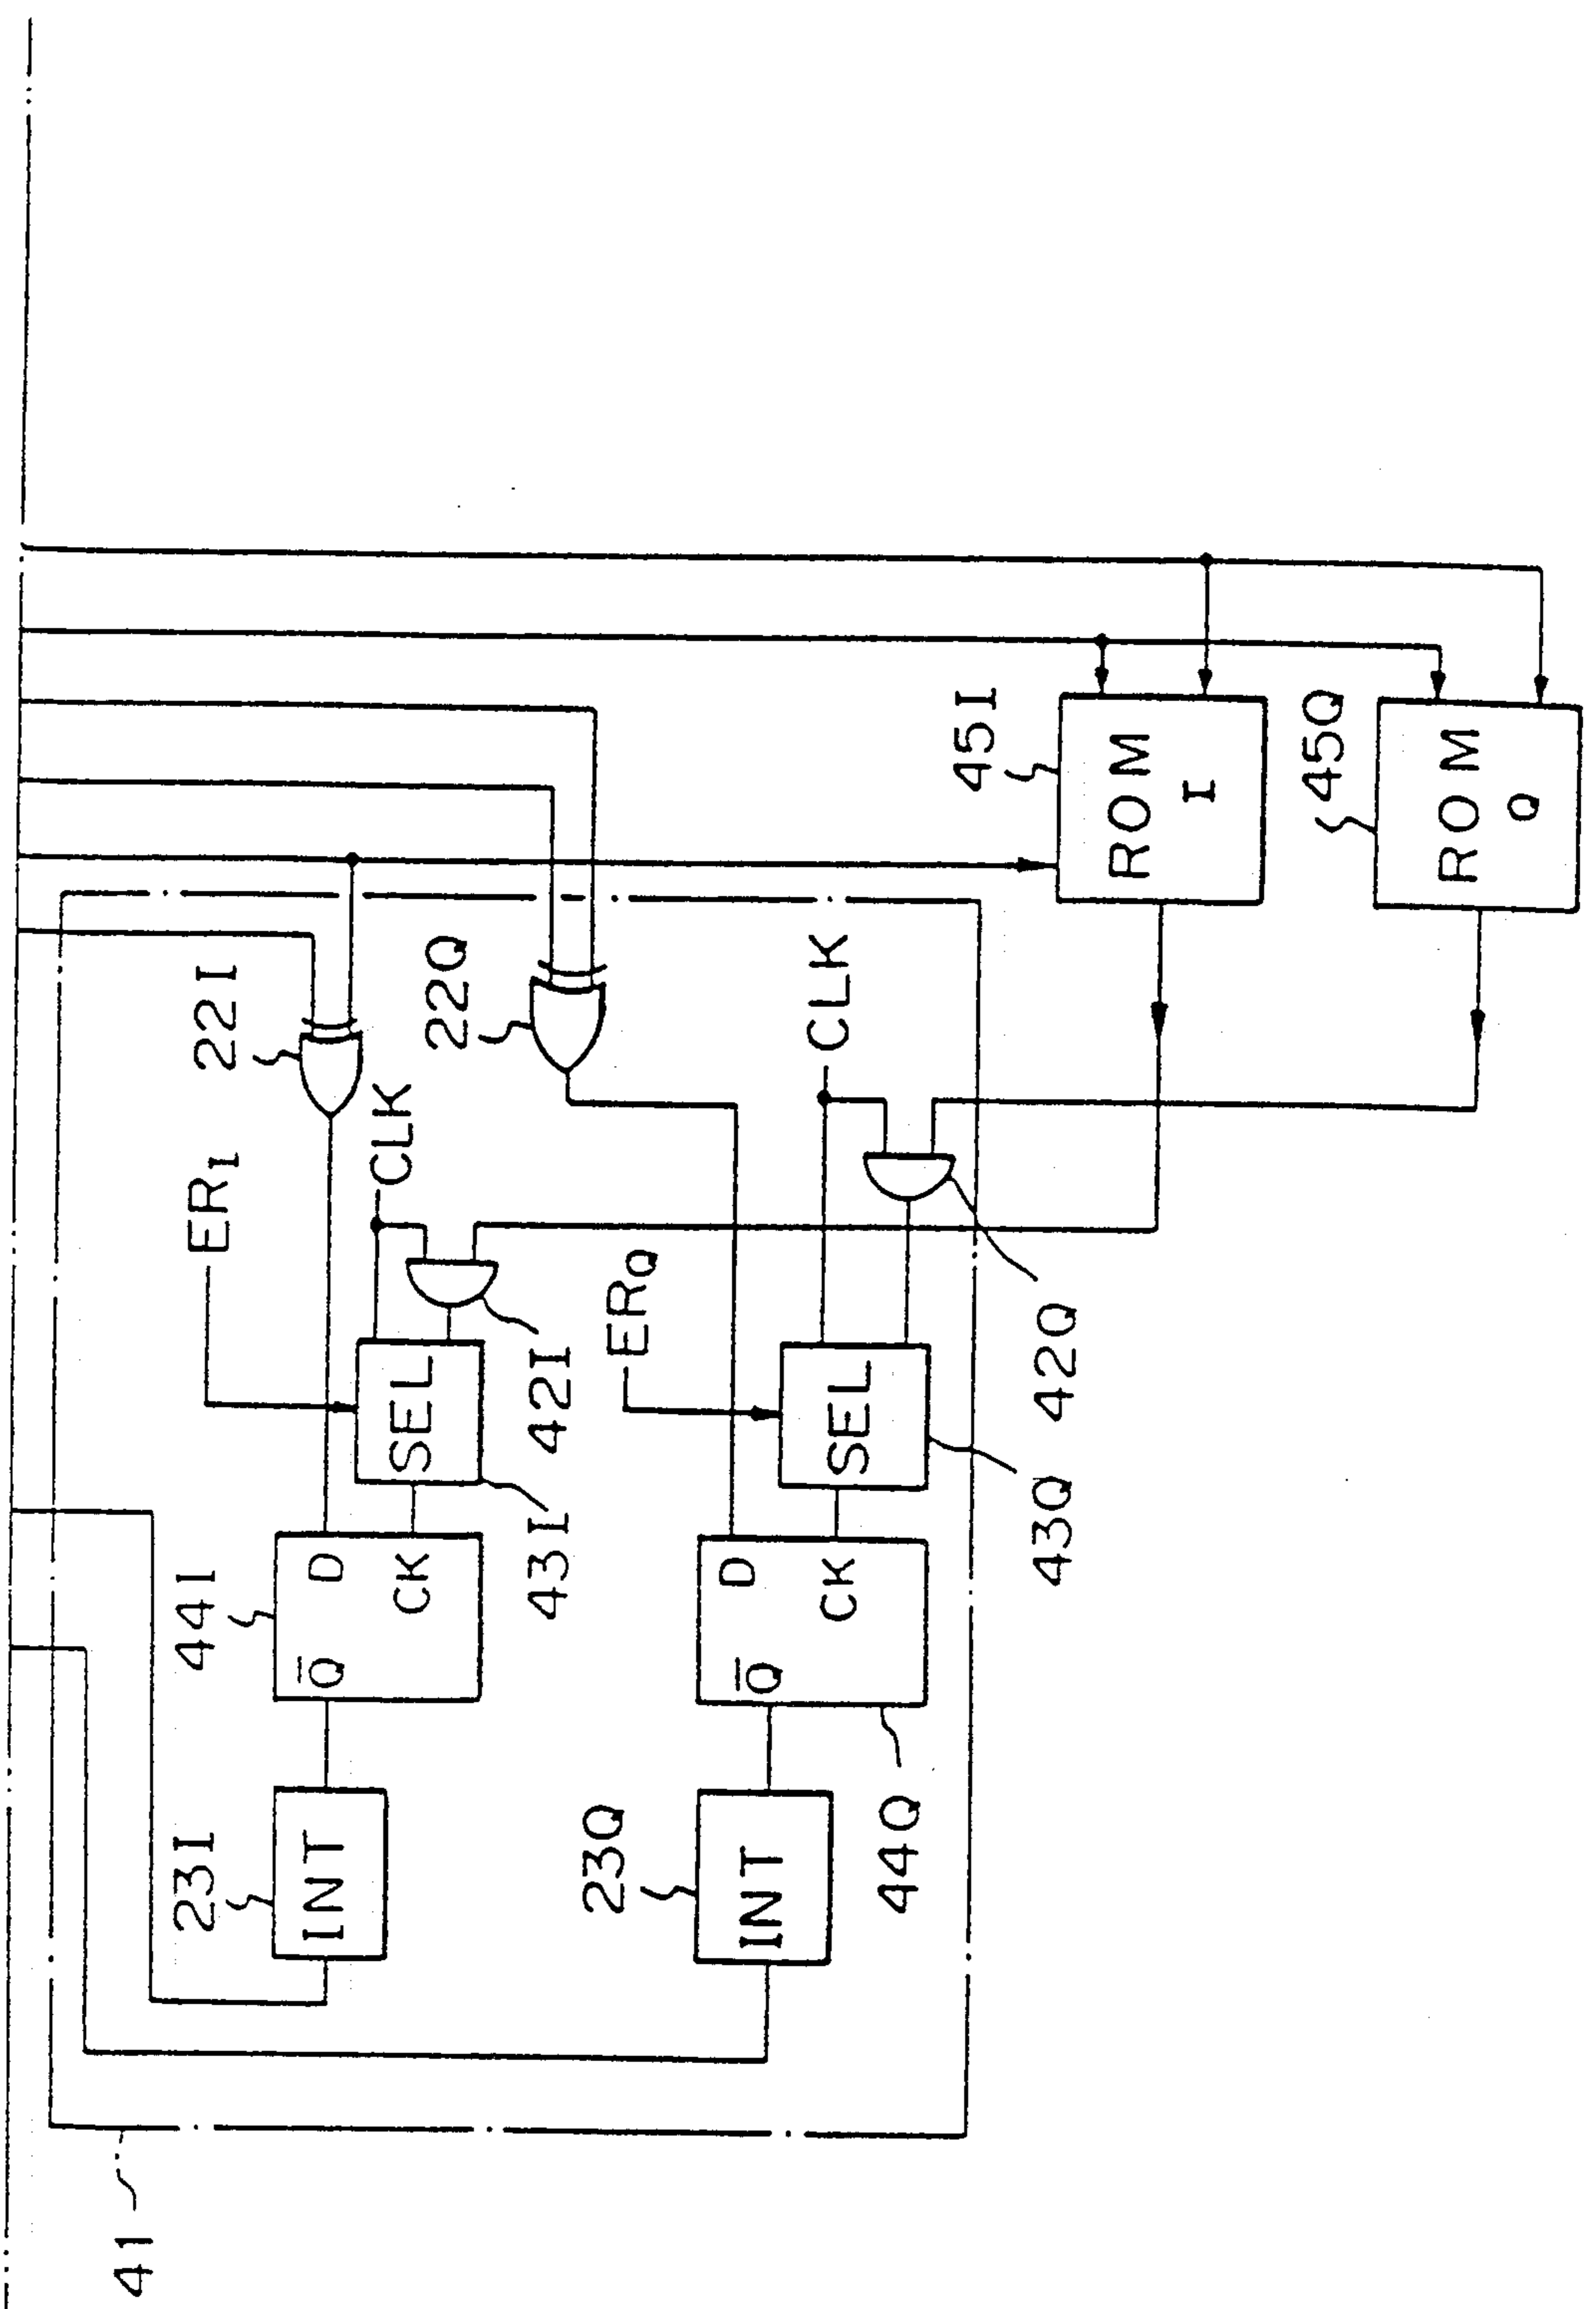 41
23I
44I
ER_I
22I
INT
Q̄ D
CK
SEL
CLK
43I
42I
22Q
23Q
ER_Q
INT
Q̄ D
CK
SEL
CLK
44Q
43Q
42Q
45I
ROM
I
45Q
ROM
Q